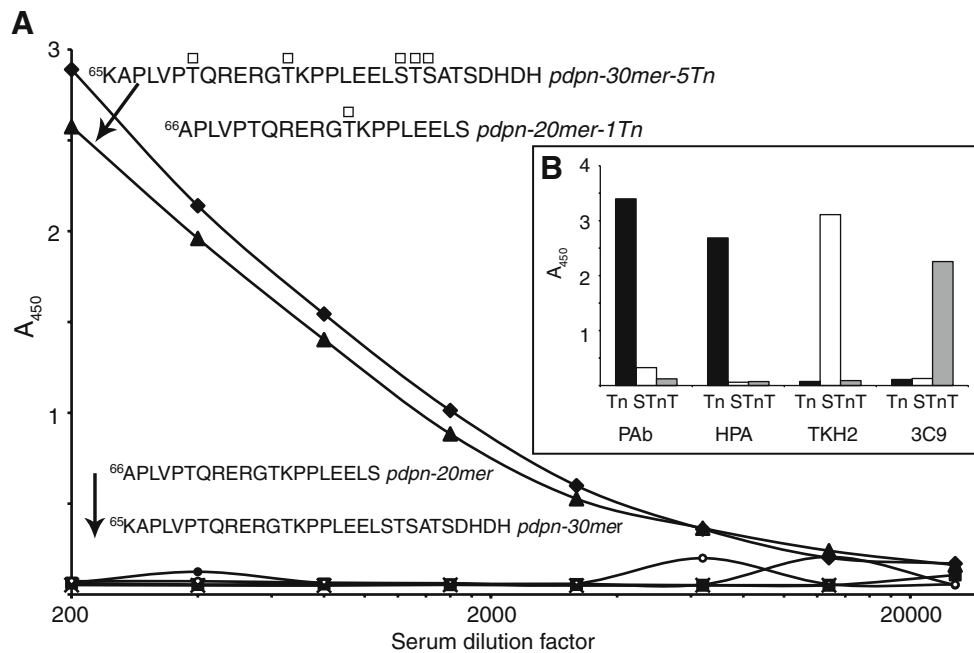 A
3
⁶⁵KAPLVPTQRERGTKPPLEELSTSATSDHDH pdpn-30mer-5Tn
⁶⁶APLVPTQRERGTKPPLEELS pdpn-20mer-1Tn
2
A₄₅₀
1
⁶⁶APLVPTQRERGTKPPLEELS pdpn-20mer
⁶⁵KAPLVPTQRERGTKPPLEELSTSATSDHDH pdpn-30mer
200 2000 20000
Serum dilution factor
B
4
3
A₄₅₀
2
1
Tn STnT Tn STnT Tn STnT Tn STnT
PAb HPA TKH2 3C9